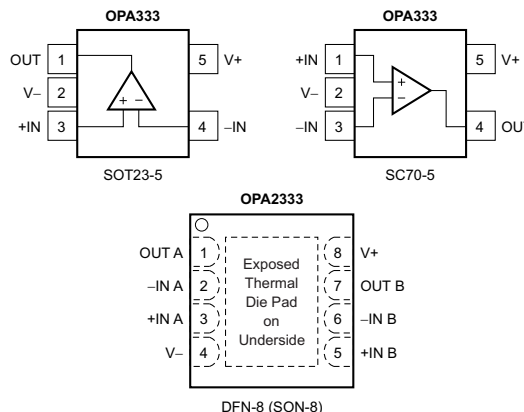 OPA333
OUT 1 5 V+
V– 2
+IN 3 + – 4 –IN
SOT23-5
OPA333
+IN 1 5 V+
V– 2 + –
–IN 3 4 OU
SC70-5
OPA2333
OUT A 1 8 V+
–IN A 2 7 OUT B
+IN A 3 6 –IN B
V– 4 5 +IN B
Exposed
Thermal
Die Pad
on
Underside
DFN-8 (SON-8)